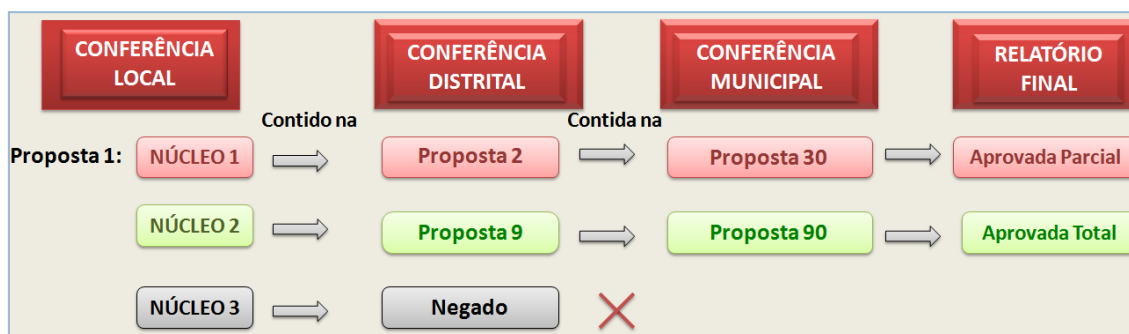 CONFERÊNCIA
LOCAL
CONFERÊNCIA
DISTRITAL
CONFERÊNCIA
MUNICIPAL
RELATÓRIO
FINAL
Contido na
Contida na
Proposta 1: NÚCLEO 1 Proposta 2 Proposta 30 Aprovada Parcial
NÚCLEO 2 Proposta 9 Proposta 90 Aprovada Total
NÚCLEO 3 Negado